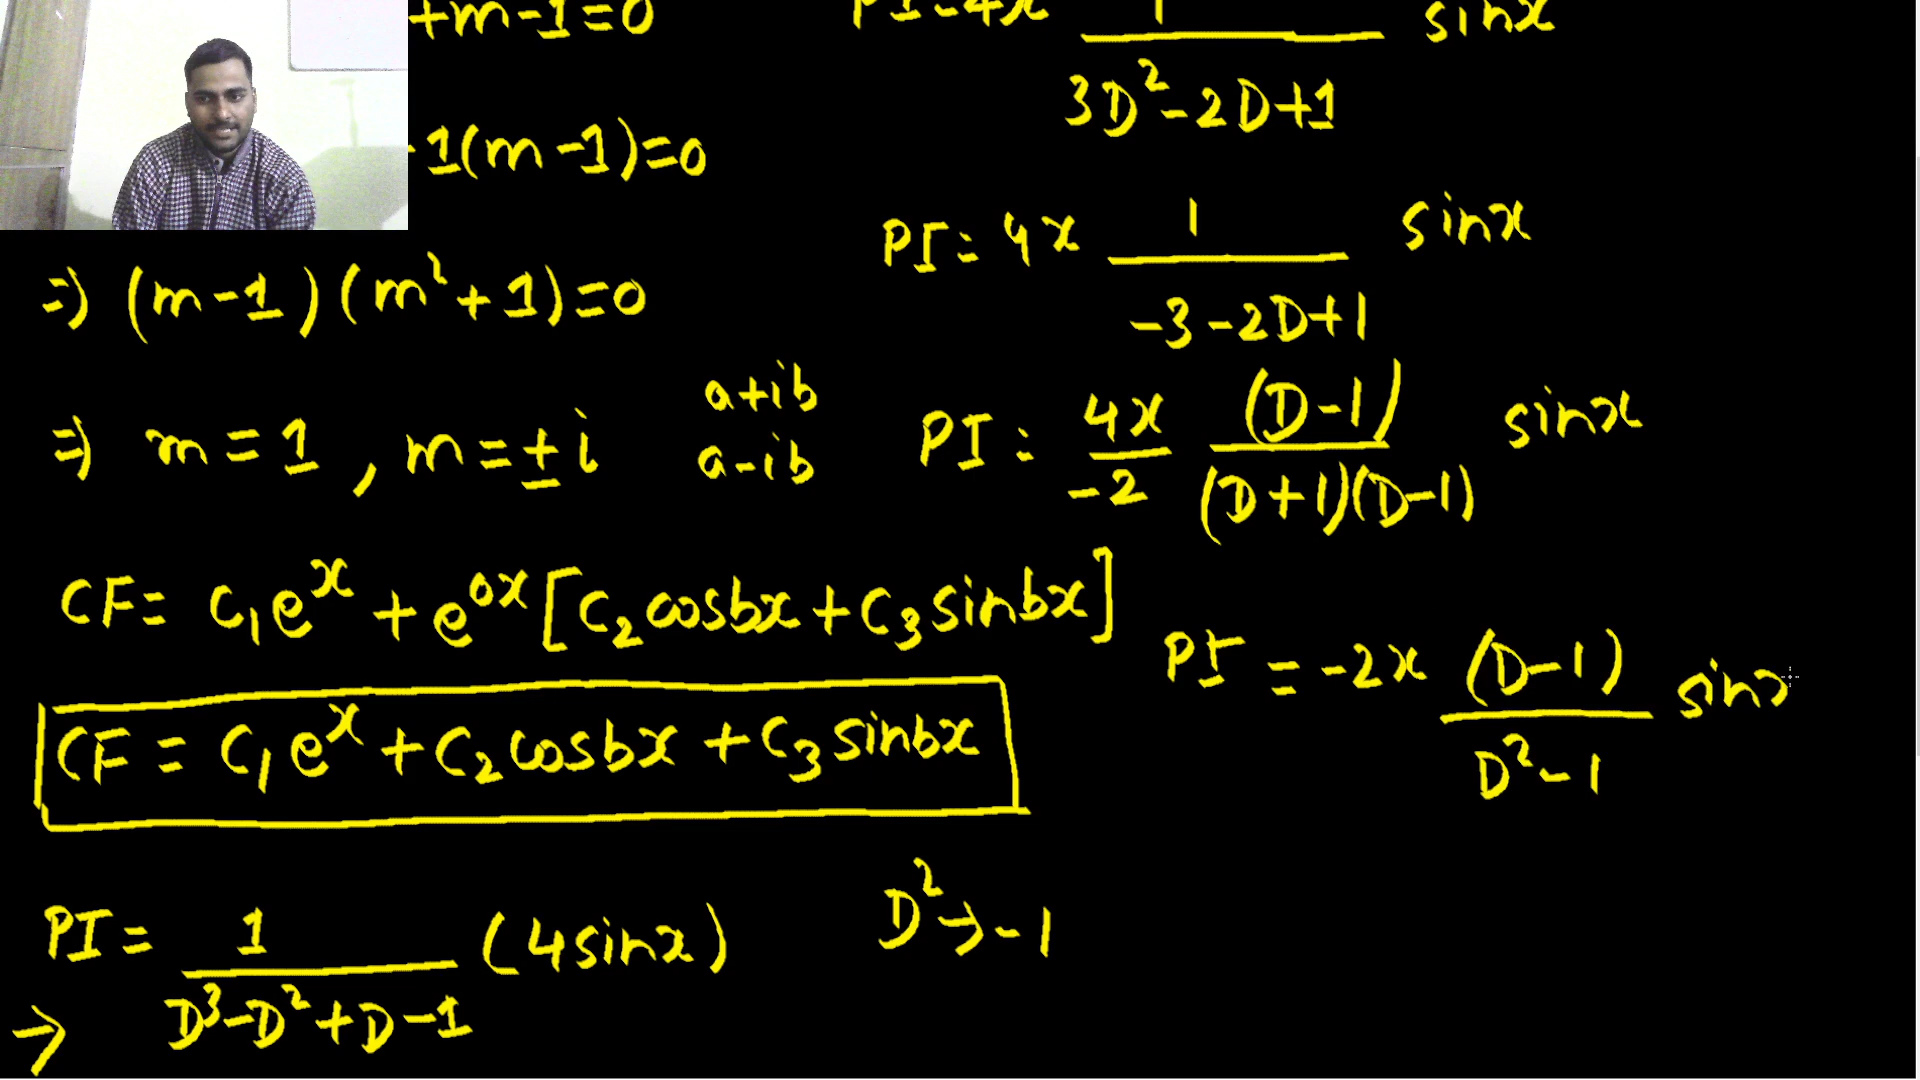 +m-1=0
-1(m-1)=0
=) (m-1)(m²+1)=0
=) m=1, m=±i
a+ib
a-ib
CF= C₁eˣ+e⁰ˣ[C₂cosbx+C₃sinbx]
CF = C₁eˣ+C₂cosbx+C₃sinbx
PI= 1/(D³-D²+D-1) (4sinx)
→
D²→-1
PI=4x 1/(3D²-2D+1) sinx
PI=4x 1/(-3-2D+1) sinx
PI= 4x/-2 (D-1)/((D+1)(D-1)) sinx
PI = -2x (D-1)/(D²-1) sinx